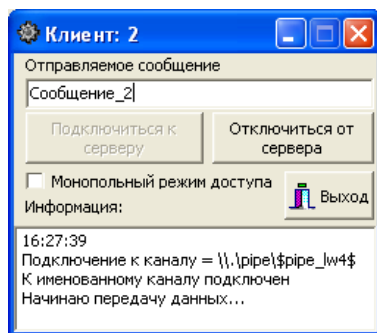 Клиент: 2
Отправляемое сообщение
Сообщение_2
Подключиться к
серверу
Отключиться от
сервера
Монопольный режим доступа
Выход
Информация:
16:27:39
Подключение к каналу = \\.\pipe\$pipe_lw4$
К именованному каналу подключен
Начинаю передачу данных...